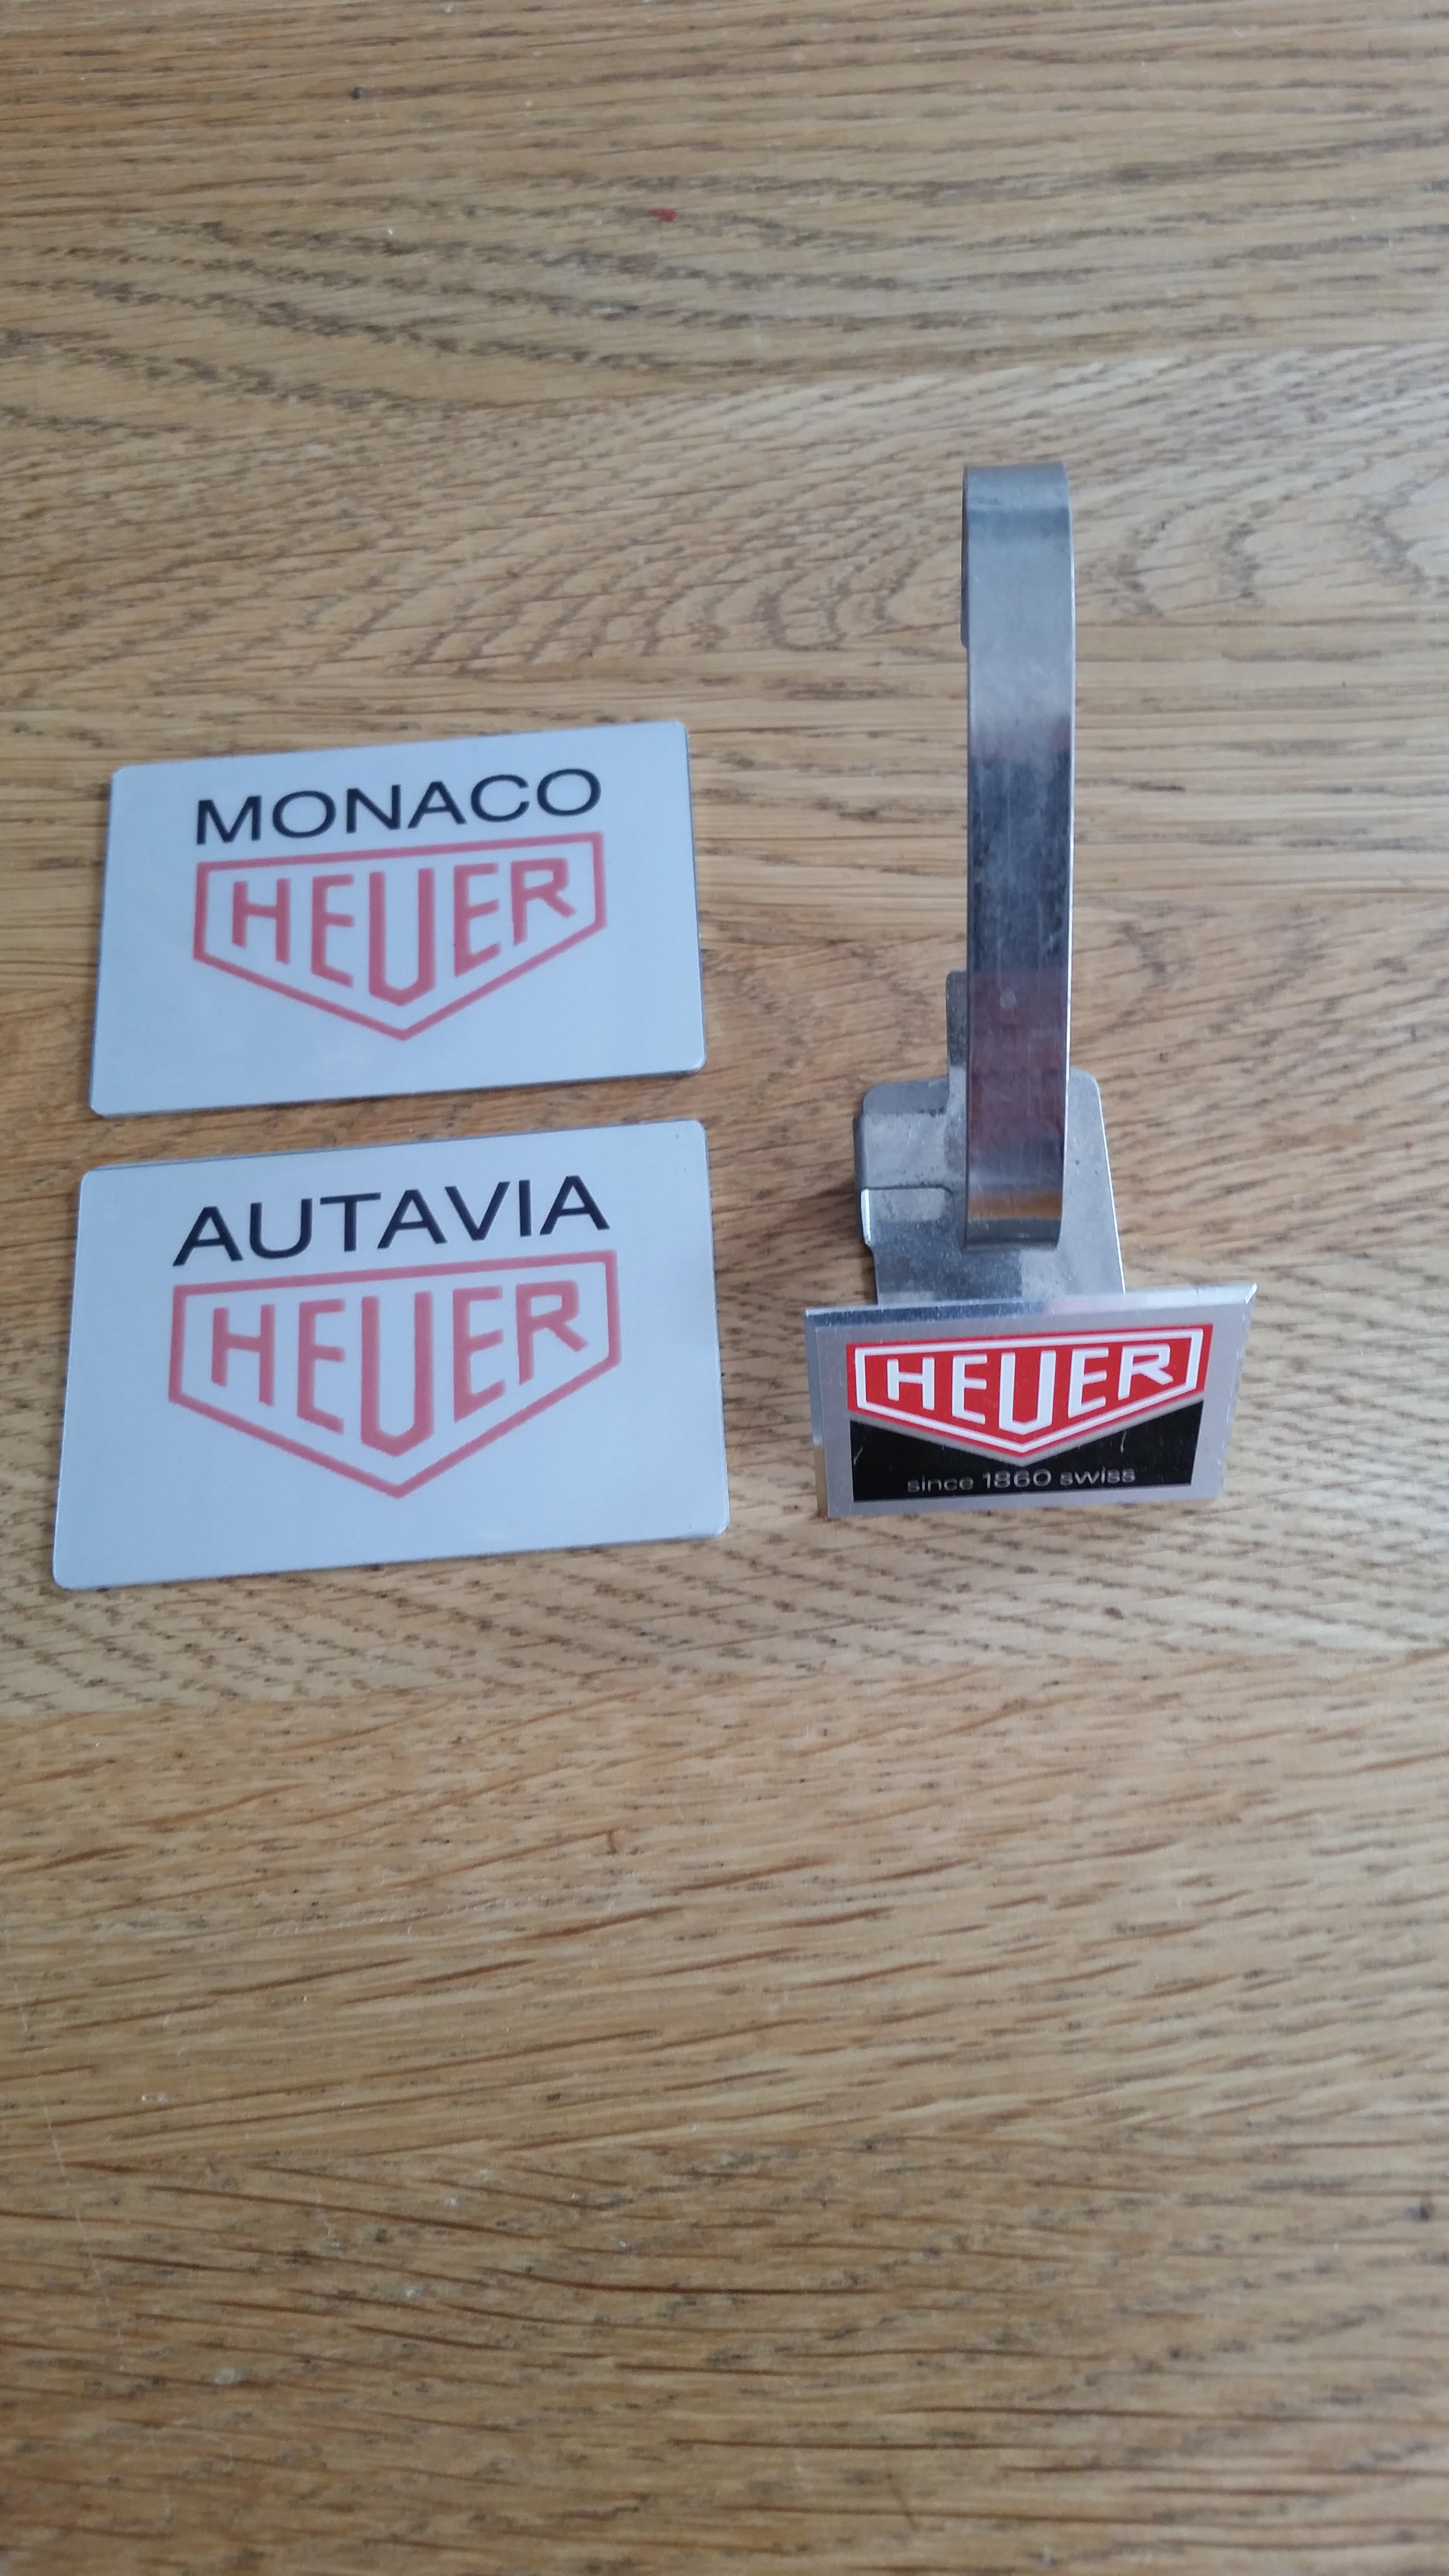 MONACO
HEUER
AUTAVIA
HEUER
HEUER
since 1860 swiss